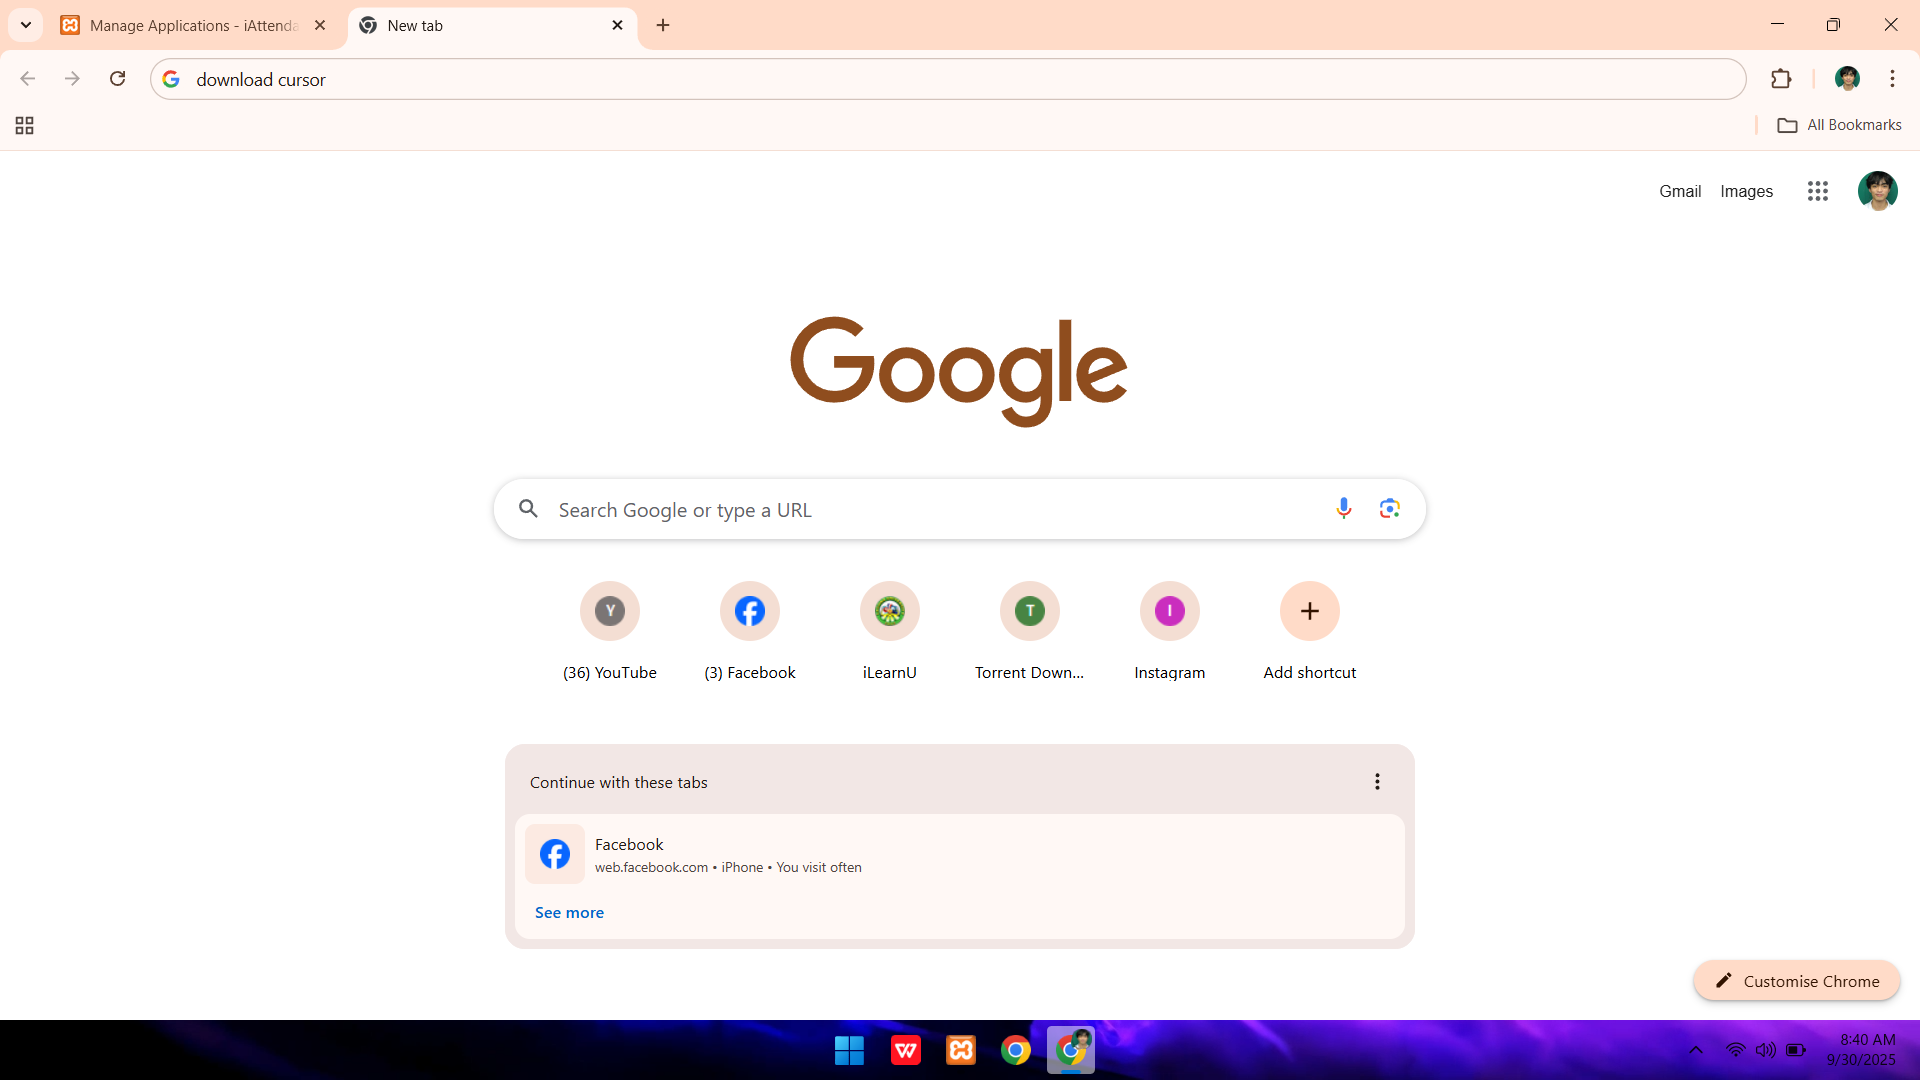 Manage Applications - iAttenda
New tab
download cursor
All Bookmarks
Gmail
Images
Google
Search Google or type a URL
Y
T
I
(36) YouTube
(3) Facebook
iLearnU
Torrent Down...
Instagram
Add shortcut
Continue with these tabs
Facebook
web.facebook.com • iPhone • You visit often
See more
Customise Chrome
8:40 AM
9/30/2025